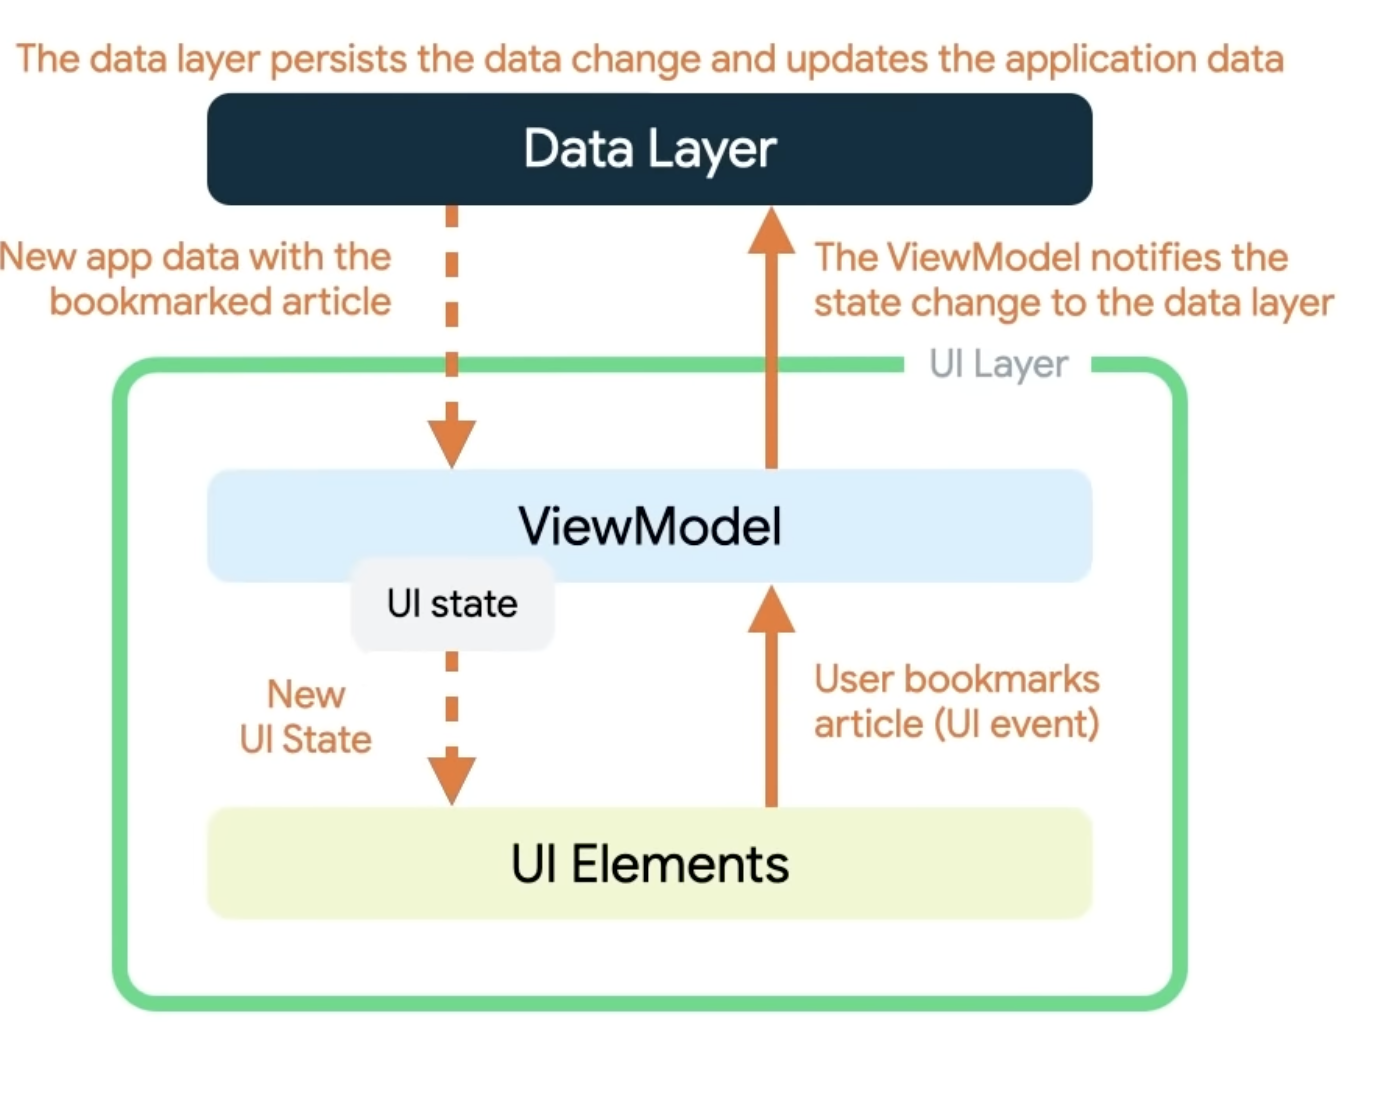 The data layer persists the data change and updates the application data
Data Layer
New app data with the
bookmarked article
The ViewModel notifies the
state change to the data layer
UI Layer
ViewModel
UI state
New
UI State
User bookmarks
article (UI event)
UI Elements